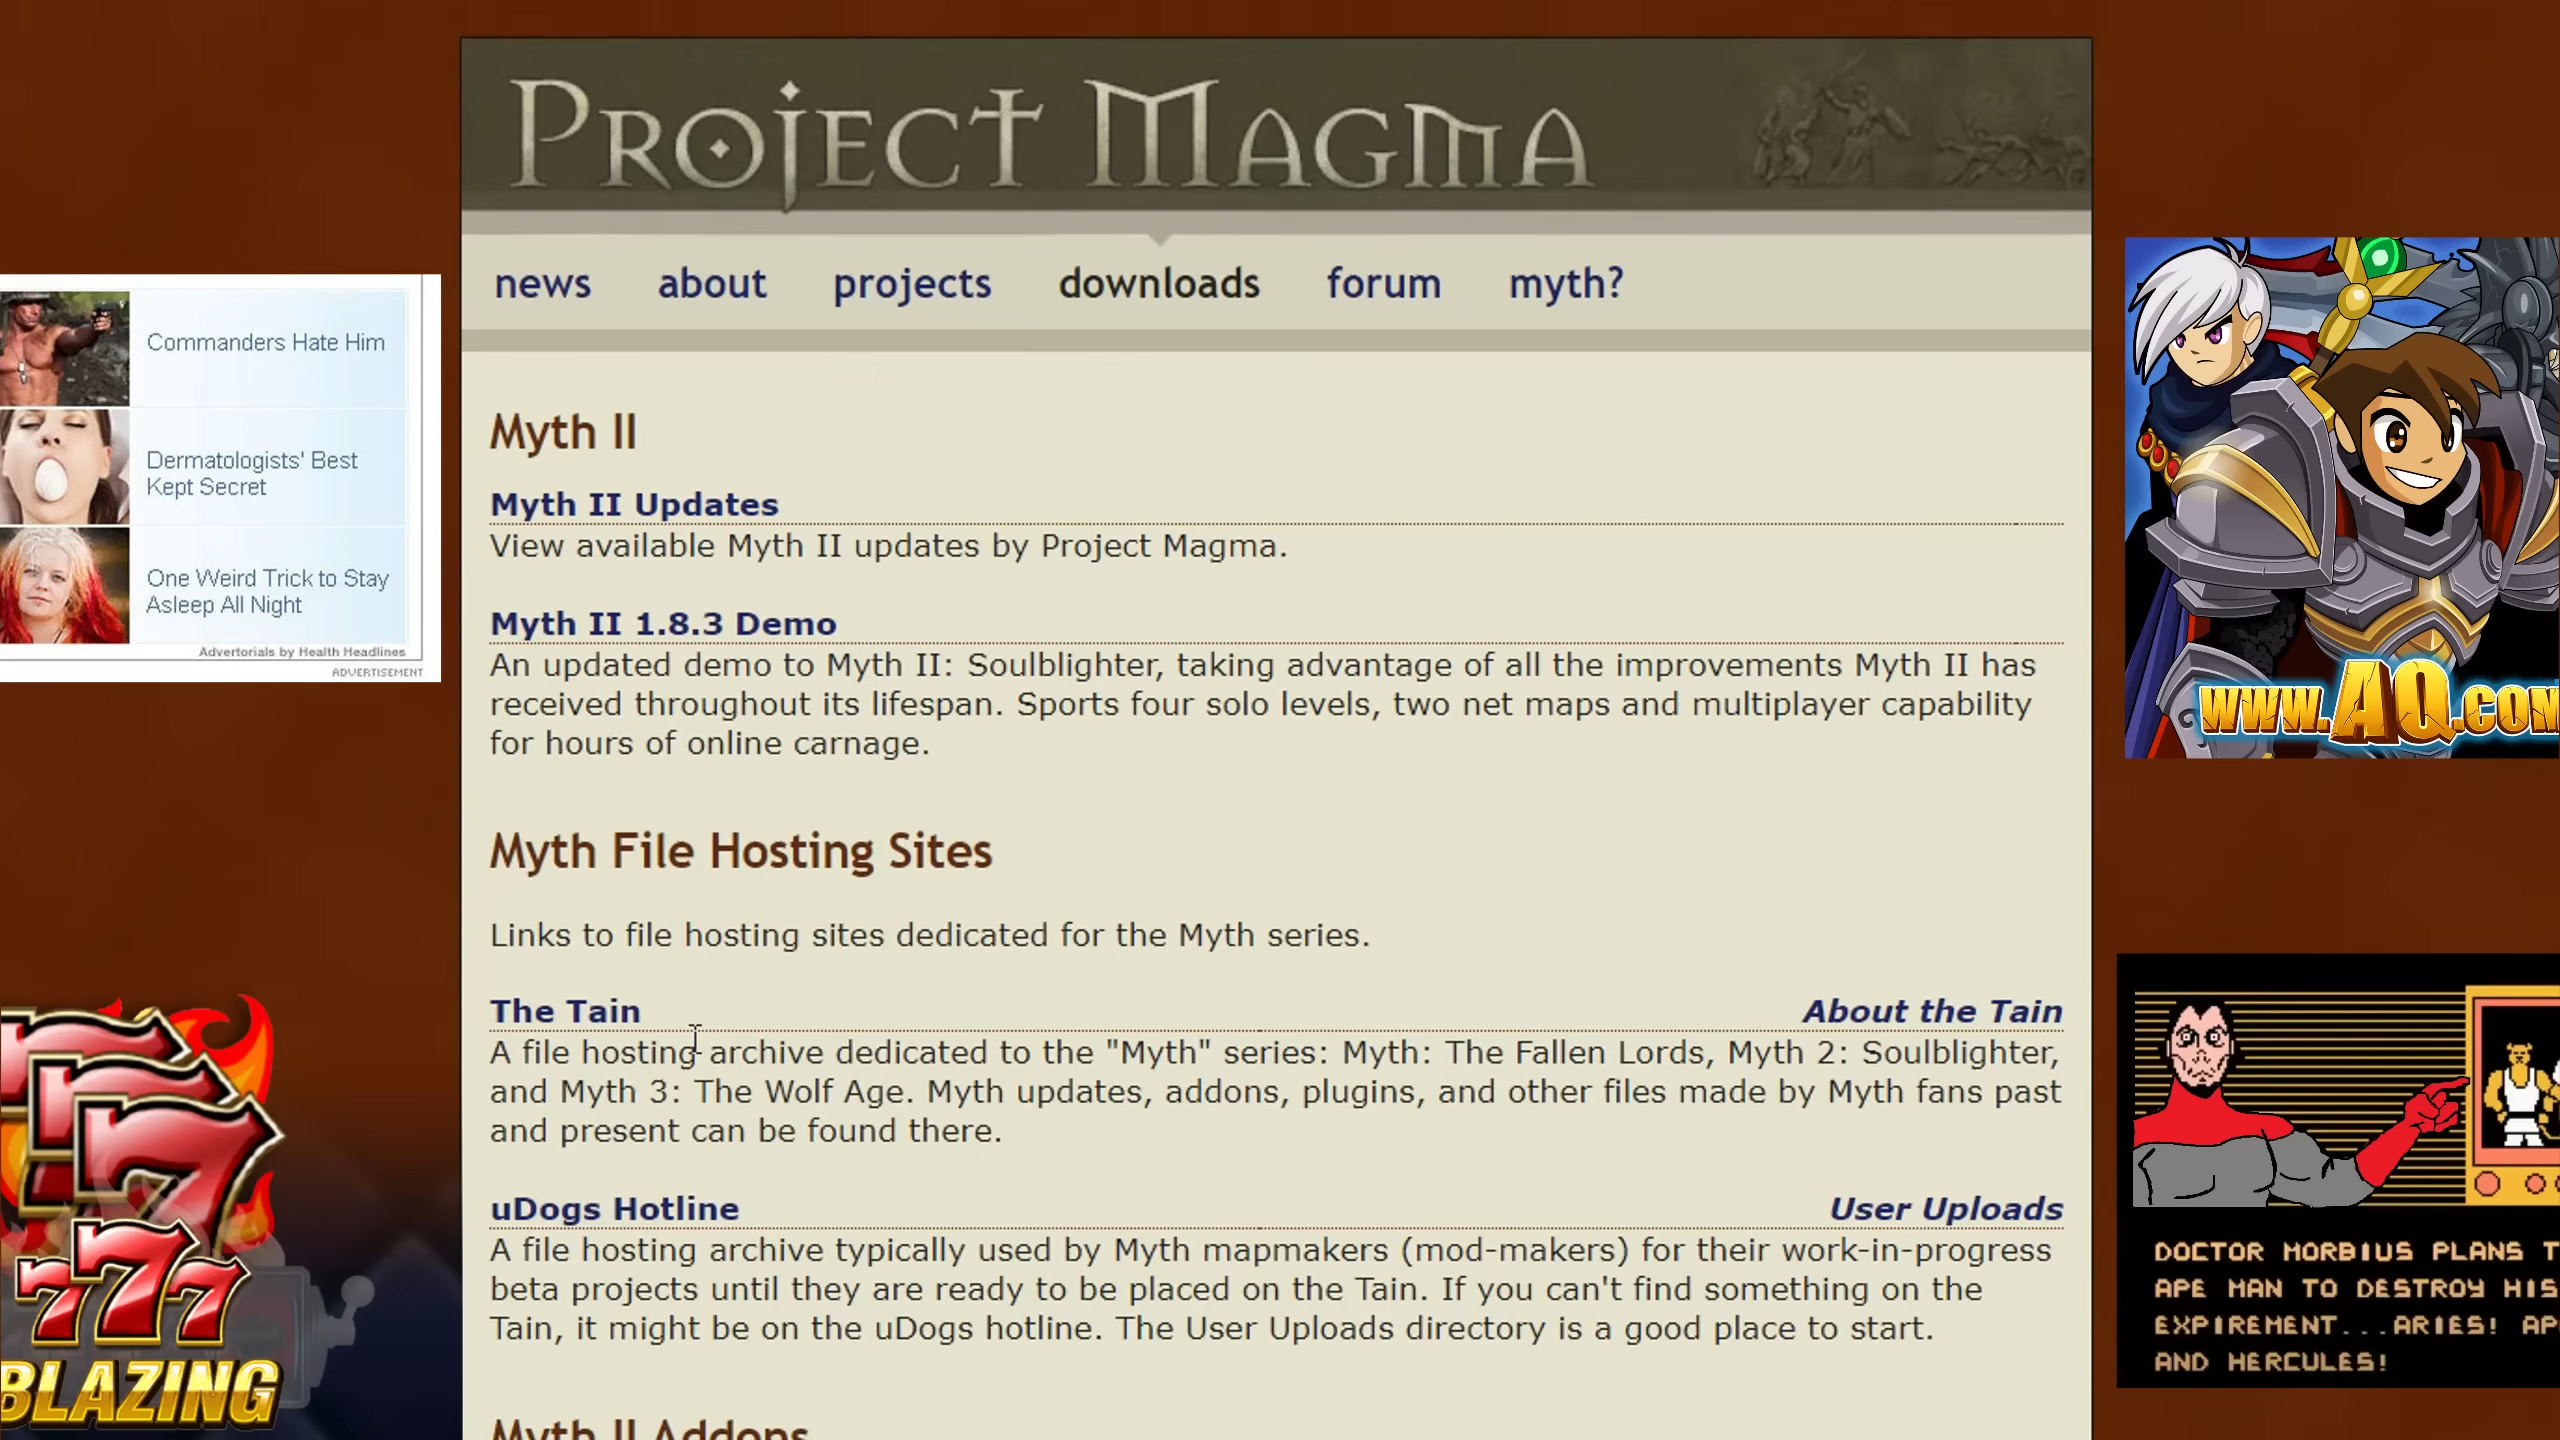 PROJECT MAGMA
news about projects downloads forum myth?
Commanders Hate Him
Dermatologists' Best
Kept Secret
One Weird Trick to Stay
Asleep All Night
Advertorials by Health Headlines
ADVERTISEMENT
Myth II
Myth II Updates
View available Myth II updates by Project Magma.
Myth II 1.8.3 Demo
An updated demo to Myth II: Soulblighter, taking advantage of all the improvements Myth II has
received throughout its lifespan. Sports four solo levels, two net maps and multiplayer capability
for hours of online carnage.
Myth File Hosting Sites
Links to file hosting sites dedicated for the Myth series.
The Tain About the Tain
A file hosting archive dedicated to the "Myth" series: Myth: The Fallen Lords, Myth 2: Soulblighter,
and Myth 3: The Wolf Age. Myth updates, addons, plugins, and other files made by Myth fans past
and present can be found there.
uDogs Hotline User Uploads
A file hosting archive typically used by Myth mapmakers (mod-makers) for their work-in-progress
beta projects until they are ready to be placed on the Tain. If you can't find something on the
Tain, it might be on the uDogs hotline. The User Uploads directory is a good place to start.
Myth II Addons
777
BLAZING
www.AQ.com
DOCTOR MORBIUS PLANS T
APE MAN TO DESTROY HIS
EXPIREMENT...ARIES! AP
AND HERCULES!